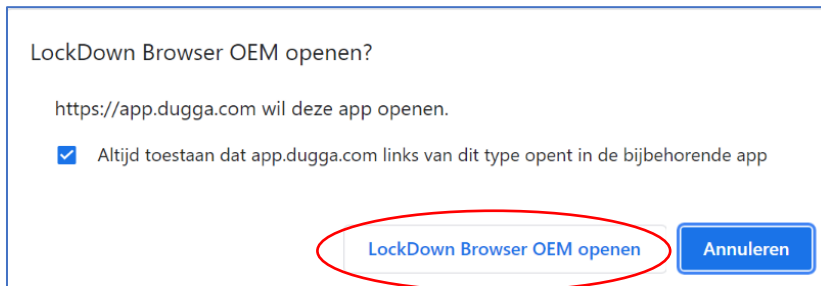 LockDown Browser OEM openen?
https://app.dugga.com wil deze app openen.
Altijd toestaan dat app.dugga.com links van dit type opent in de bijbehorende app
LockDown Browser OEM openen
Annuleren